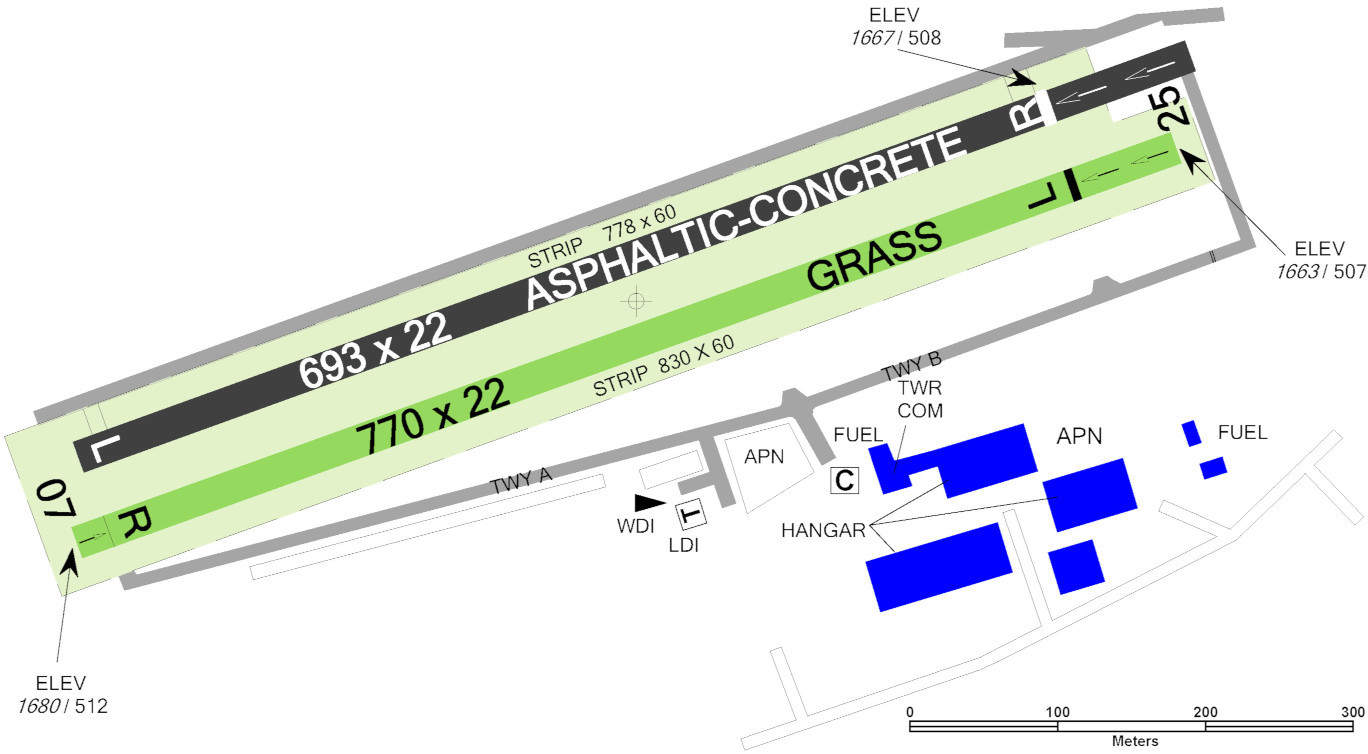 ELEV
1667 / 508
R
25
L
ASPHALTIC-CONCRETE
STRIP 778 x 60
GRASS
ELEV
1663 / 507
693 x 22
STRIP 830 X 60
770 x 22
L
07
R
TWY B
TWR
COM
FUEL
APN
FUEL
APN
TWY A
C
WDI
T
LDI
HANGAR
ELEV
1680 / 512
0 100 200 300
Meters